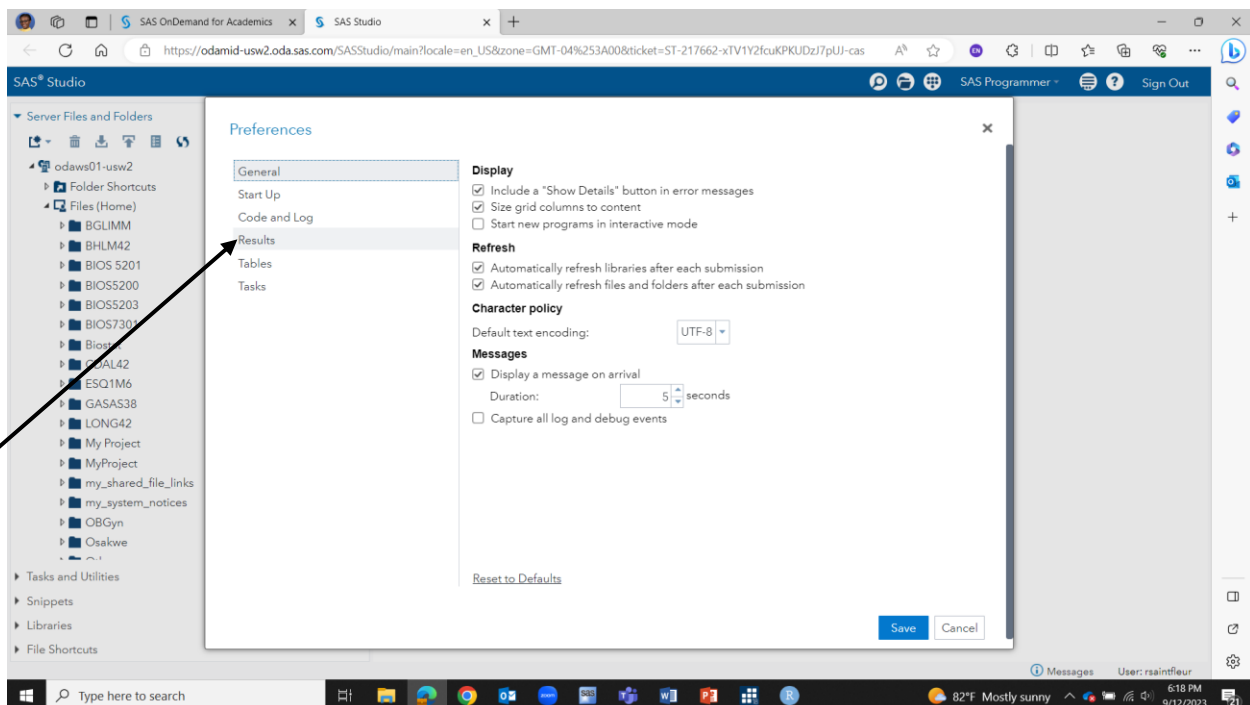 SAS OnDemand for Academics
SAS Studio
https://odamid-usw2.oda.sas.com/SASStudio/main?locale=en_US&zone=GMT-04%253A00&ticket=ST-217662-xTV1Y2fcuKPKUDzJ7pUJ-cas
SAS® Studio
SAS Programmer
Sign Out
Server Files and Folders
odaws01-usw2
Folder Shortcuts
Files (Home)
BGLIMM
BHLM42
BIOS 5201
BIOS5200
BIOS5203
BIOS7301
ESQ1M6
GASAS38
LONG42
My Project
MyProject
my_shared_file_links
my_system_notices
OBGyn
Osakwe
Tasks and Utilities
Snippets
Libraries
File Shortcuts
Preferences
General
Start Up
Code and Log
Results
Tables
Tasks
Display
Include a "Show Details" button in error messages
Size grid columns to content
Start new programs in interactive mode
Refresh
Automatically refresh libraries after each submission
Automatically refresh files and folders after each submission
Character policy
Default text encoding: UTF-8
Messages
Display a message on arrival
Duration: 5 seconds
Capture all log and debug events
Reset to Defaults
Save Cancel
Messages User: rsaintfleur
Type here to search
82°F Mostly sunny
6:18 PM
9/12/2023